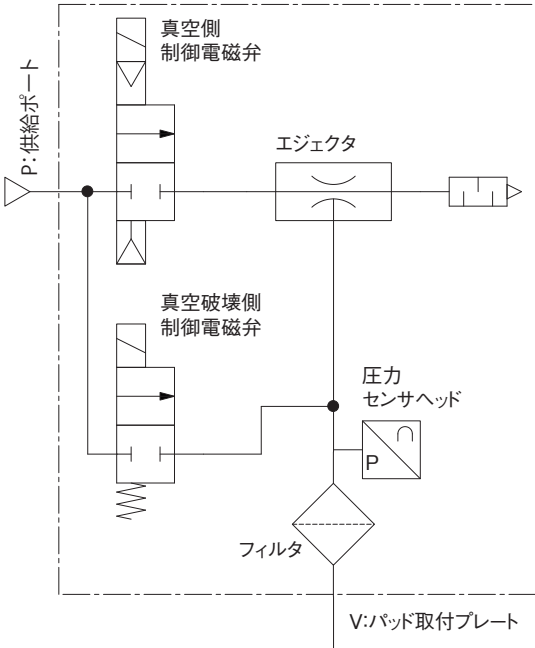 真空側
制御電磁弁
P:供給ポート
エジェクタ
真空破壊側
制御電磁弁
圧力
センサヘッド
P
フィルタ
V:パッド取付プレート